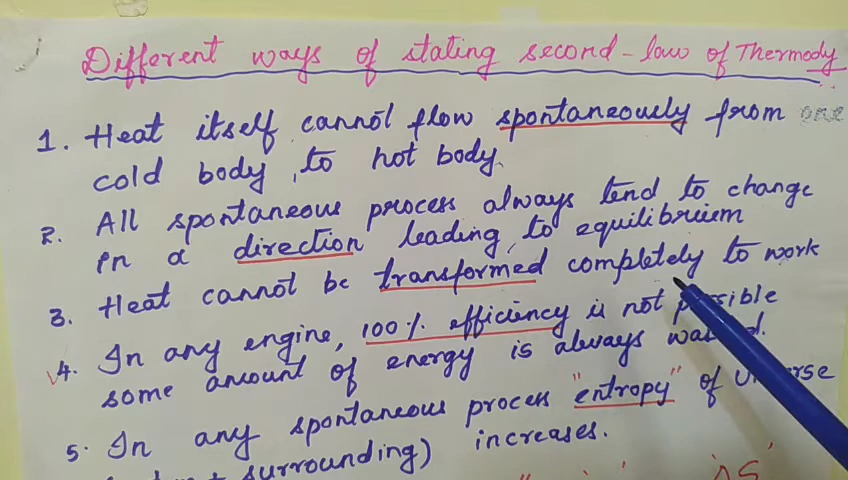 Different ways of stating second-law of Thermody
1. Heat itself cannot flow spontaneously from one
cold body, to hot body.
2. All spontaneous process always tend to change
in a direction leading, to equilibrium
3. Heat cannot be transformed completely to work
4. In any engine, 100% efficiency is not possible
some amount of energy is always
5. In any spontaneous process "entropy" of
surrounding) increases.